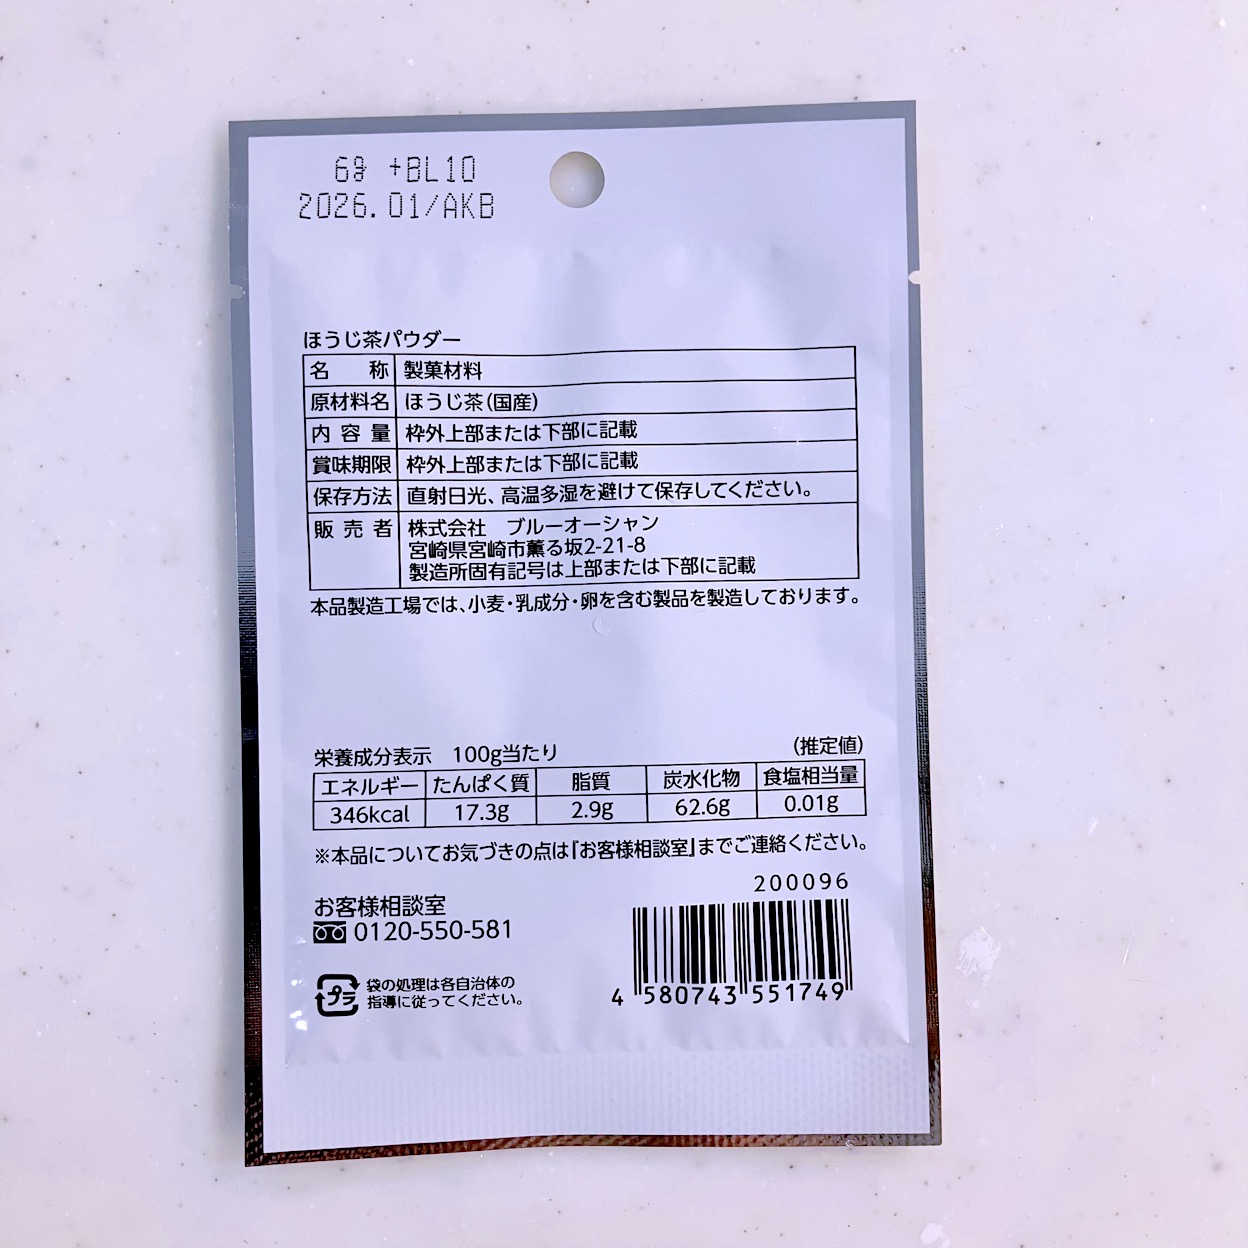 6g +BL10
2026.01/AKB
ほうじ茶パウダー
名称 製菓材料
原材料名 ほうじ茶(国産)
内容量 枠外上部または下部に記載
賞味期限 枠外上部または下部に記載
保存方法 直射日光、高温多湿を避けて保存してください。
販売者 株式会社 ブルーオーシャン
宮崎県宮崎市薫る坂2-21-8
製造所固有記号は上部または下部に記載
本品製造工場では、小麦・乳成分・卵を含む製品を製造しております。
栄養成分表示 100g当たり (推定値)
エネルギー たんぱく質 脂質 炭水化物 食塩相当量
346kcal 17.3g 2.9g 62.6g 0.01g
※本品についてお気づきの点は『お客様相談室』までご連絡ください。
お客様相談室
0120-550-581
プラ 袋の処理は各自治体の
指導に従ってください。
200096
4 580743 551749